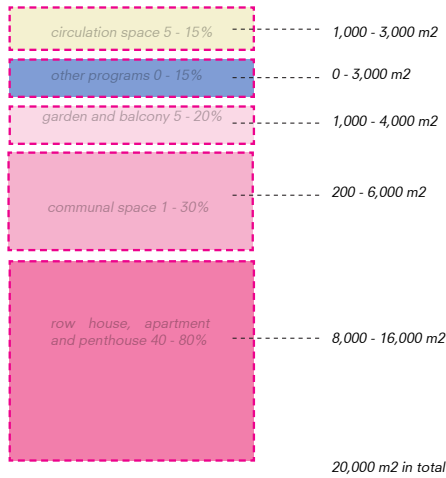 circulation space 5 - 15%
1,000 - 3,000 m2
other programs 0 - 15%
0 - 3,000 m2
garden and balcony 5 - 20%
1,000 - 4,000 m2
communal space 1 - 30%
200 - 6,000 m2
row house, apartment
and penthouse 40 - 80%
8,000 - 16,000 m2
20,000 m2 in total